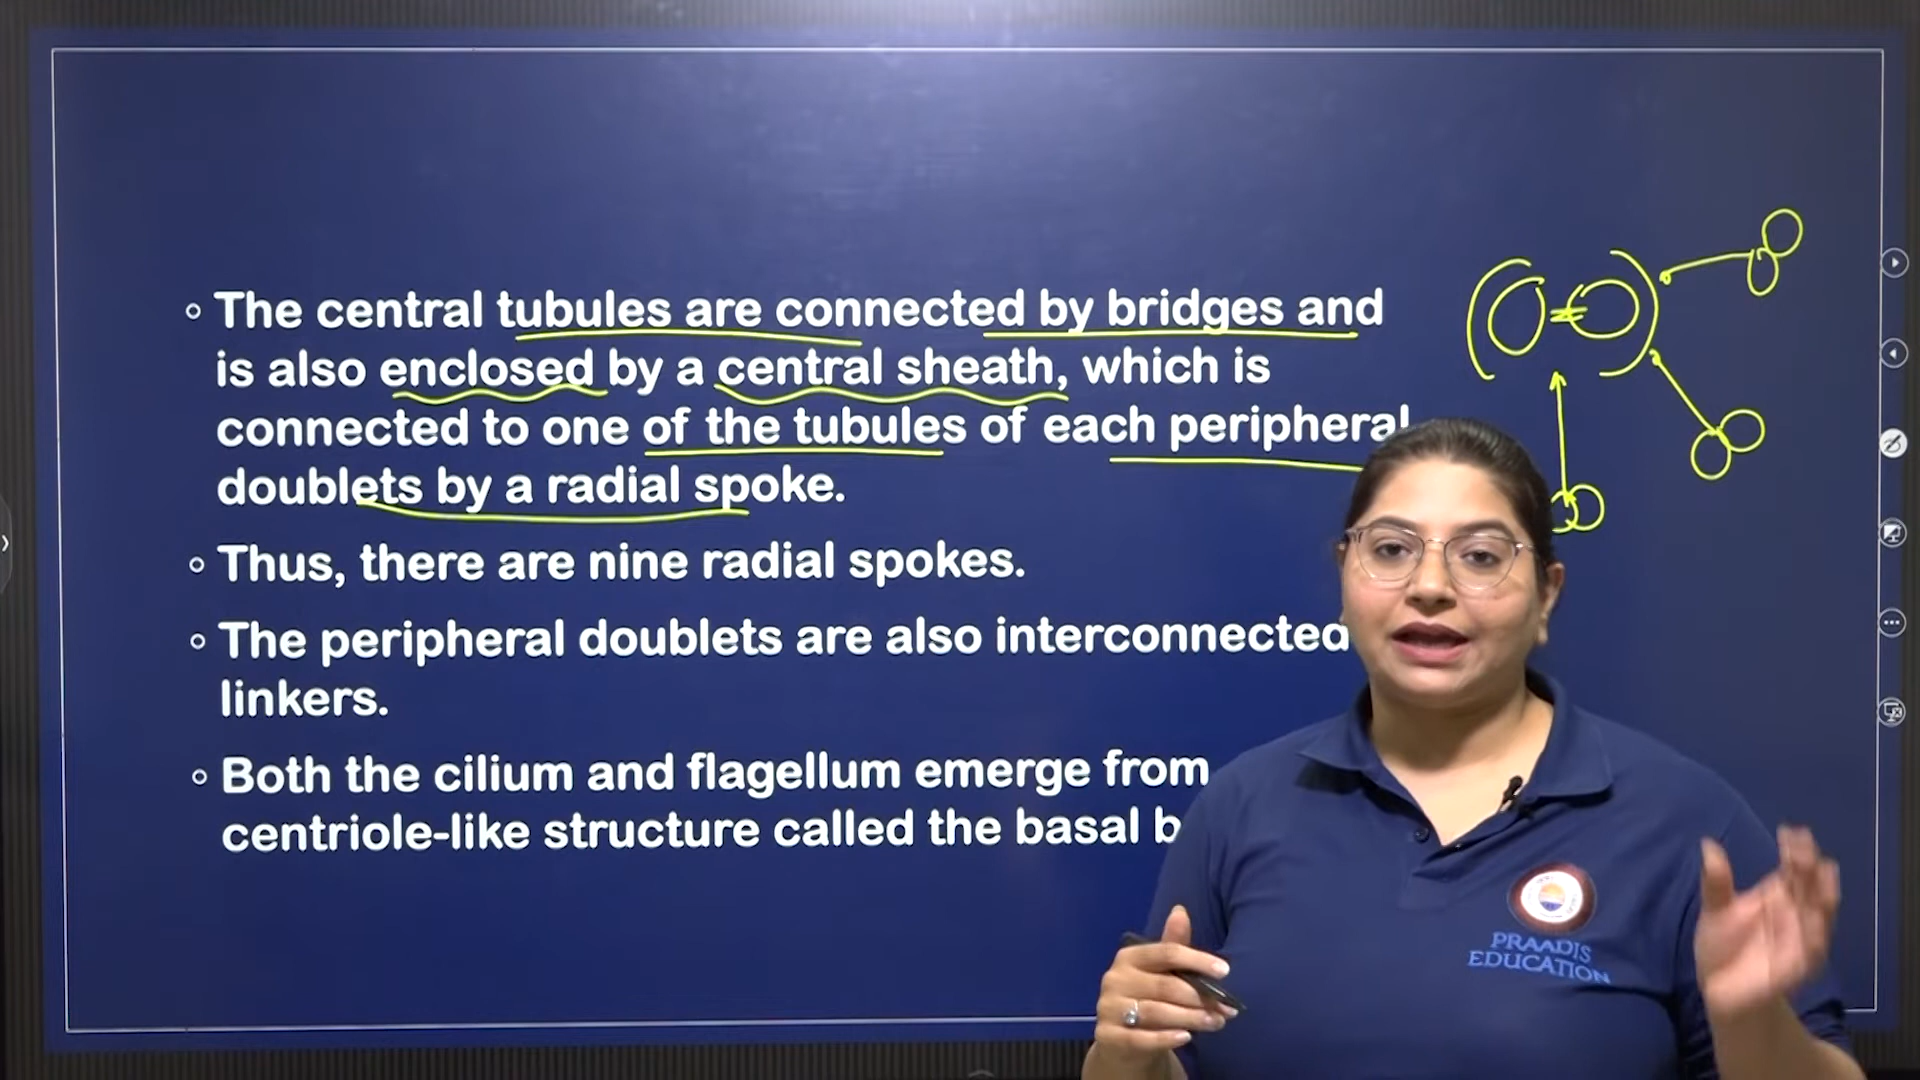 The central tubules are connected by bridges and
is also enclosed by a central sheath, which is
connected to one of the tubules of each peripheral
doublets by a radial spoke.
Thus, there are nine radial spokes.
The peripheral doublets are also interconnected
linkers.
Both the cilium and flagellum emerge from
centriole-like structure called the basal b
PRAADIS
EDUCATION